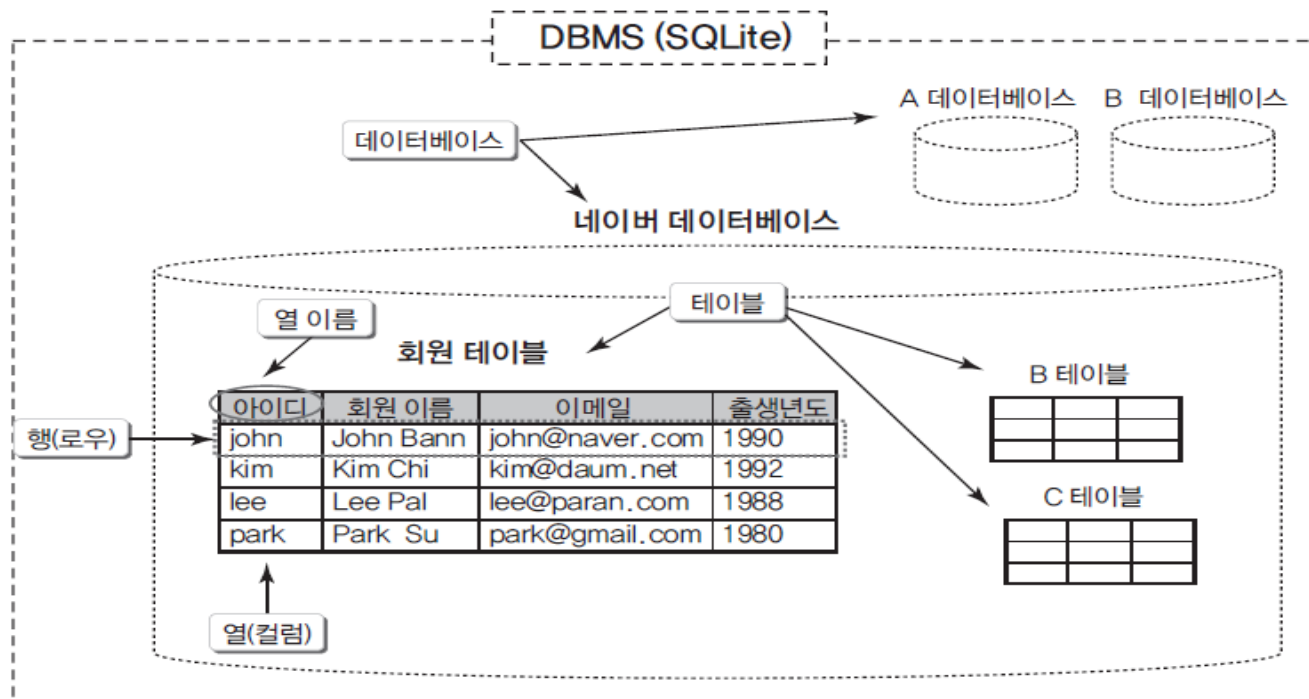 DBMS (SQLite)
A 데이터베이스 B 데이터베이스
데이터베이스
네이버 데이터베이스
테이블
열 이름
회원 테이블
B 테이블
아이디 회원 이름 이메일 출생년도
행(로우)
john John Bann john@naver.com 1990
kim Kim Chi kim@daum.net 1992
lee Lee Pal lee@paran.com 1988
park Park Su park@gmail.com 1980
C 테이블
열(컬럼)